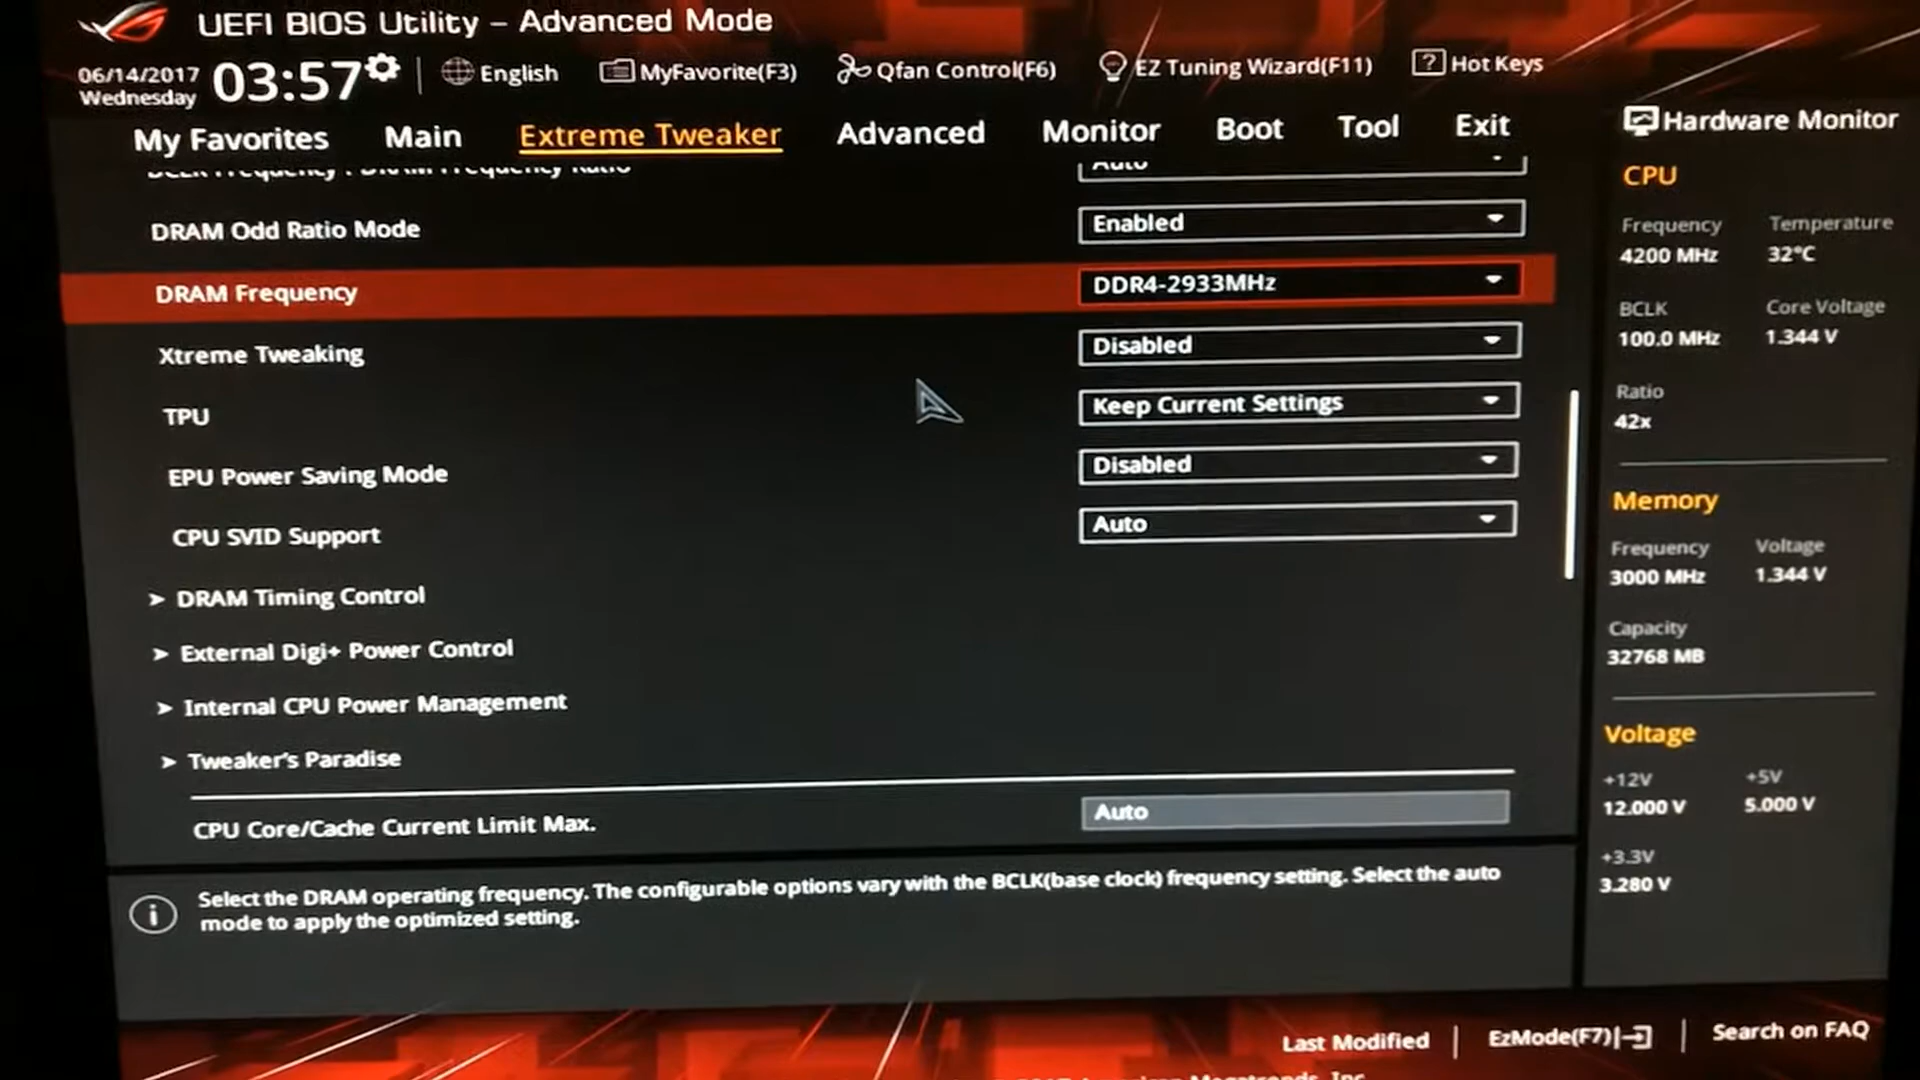 UEFI BIOS Utility – Advanced Mode
06/14/2017
Wednesday
03:57
English
MyFavorite(F3)
Qfan Control(F6)
EZ Tuning Wizard(F11)
? Hot Keys
My Favorites
Main
Extreme Tweaker
Advanced
Monitor
Boot
Tool
Exit
Auto
DRAM Odd Ratio Mode
Enabled
DRAM Frequency
DDR4-2933MHz
Xtreme Tweaking
Disabled
TPU
Keep Current Settings
EPU Power Saving Mode
Disabled
CPU SVID Support
Auto
> DRAM Timing Control
> External Digi+ Power Control
> Internal CPU Power Management
> Tweaker's Paradise
CPU Core/Cache Current Limit Max.
Auto
i
Select the DRAM operating frequency. The configurable options vary with the BCLK(base clock) frequency setting. Select the auto
mode to apply the optimized setting.
Hardware Monitor
CPU
Frequency
Temperature
4200 MHz
32°C
BCLK
Core Voltage
100.0 MHz
1.344 V
Ratio
42x
Memory
Frequency
Voltage
3000 MHz
1.344 V
Capacity
32768 MB
Voltage
+12V
+5V
12.000 V
5.000 V
+3.3V
3.280 V
Last Modified
EzMode(F7)
Search on FAQ